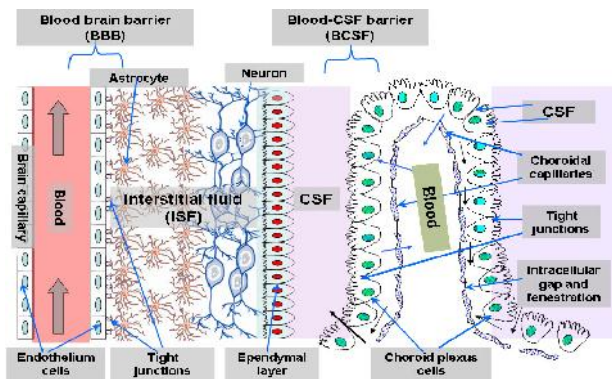 Blood brain barrier
(BBB)
Blood-CSF barrier
(BCSF)
Astrocyte
Neuron
CSF
Choroidal
capillaries
Brain capillary
Blood
Interstitial fluid
(ISF)
CSF
Blood
Tight
junctions
Intracellular
gap and
fenestration
Endothelium
cells
Tight
junctions
Ependymal
layer
Choroid plexus
cells